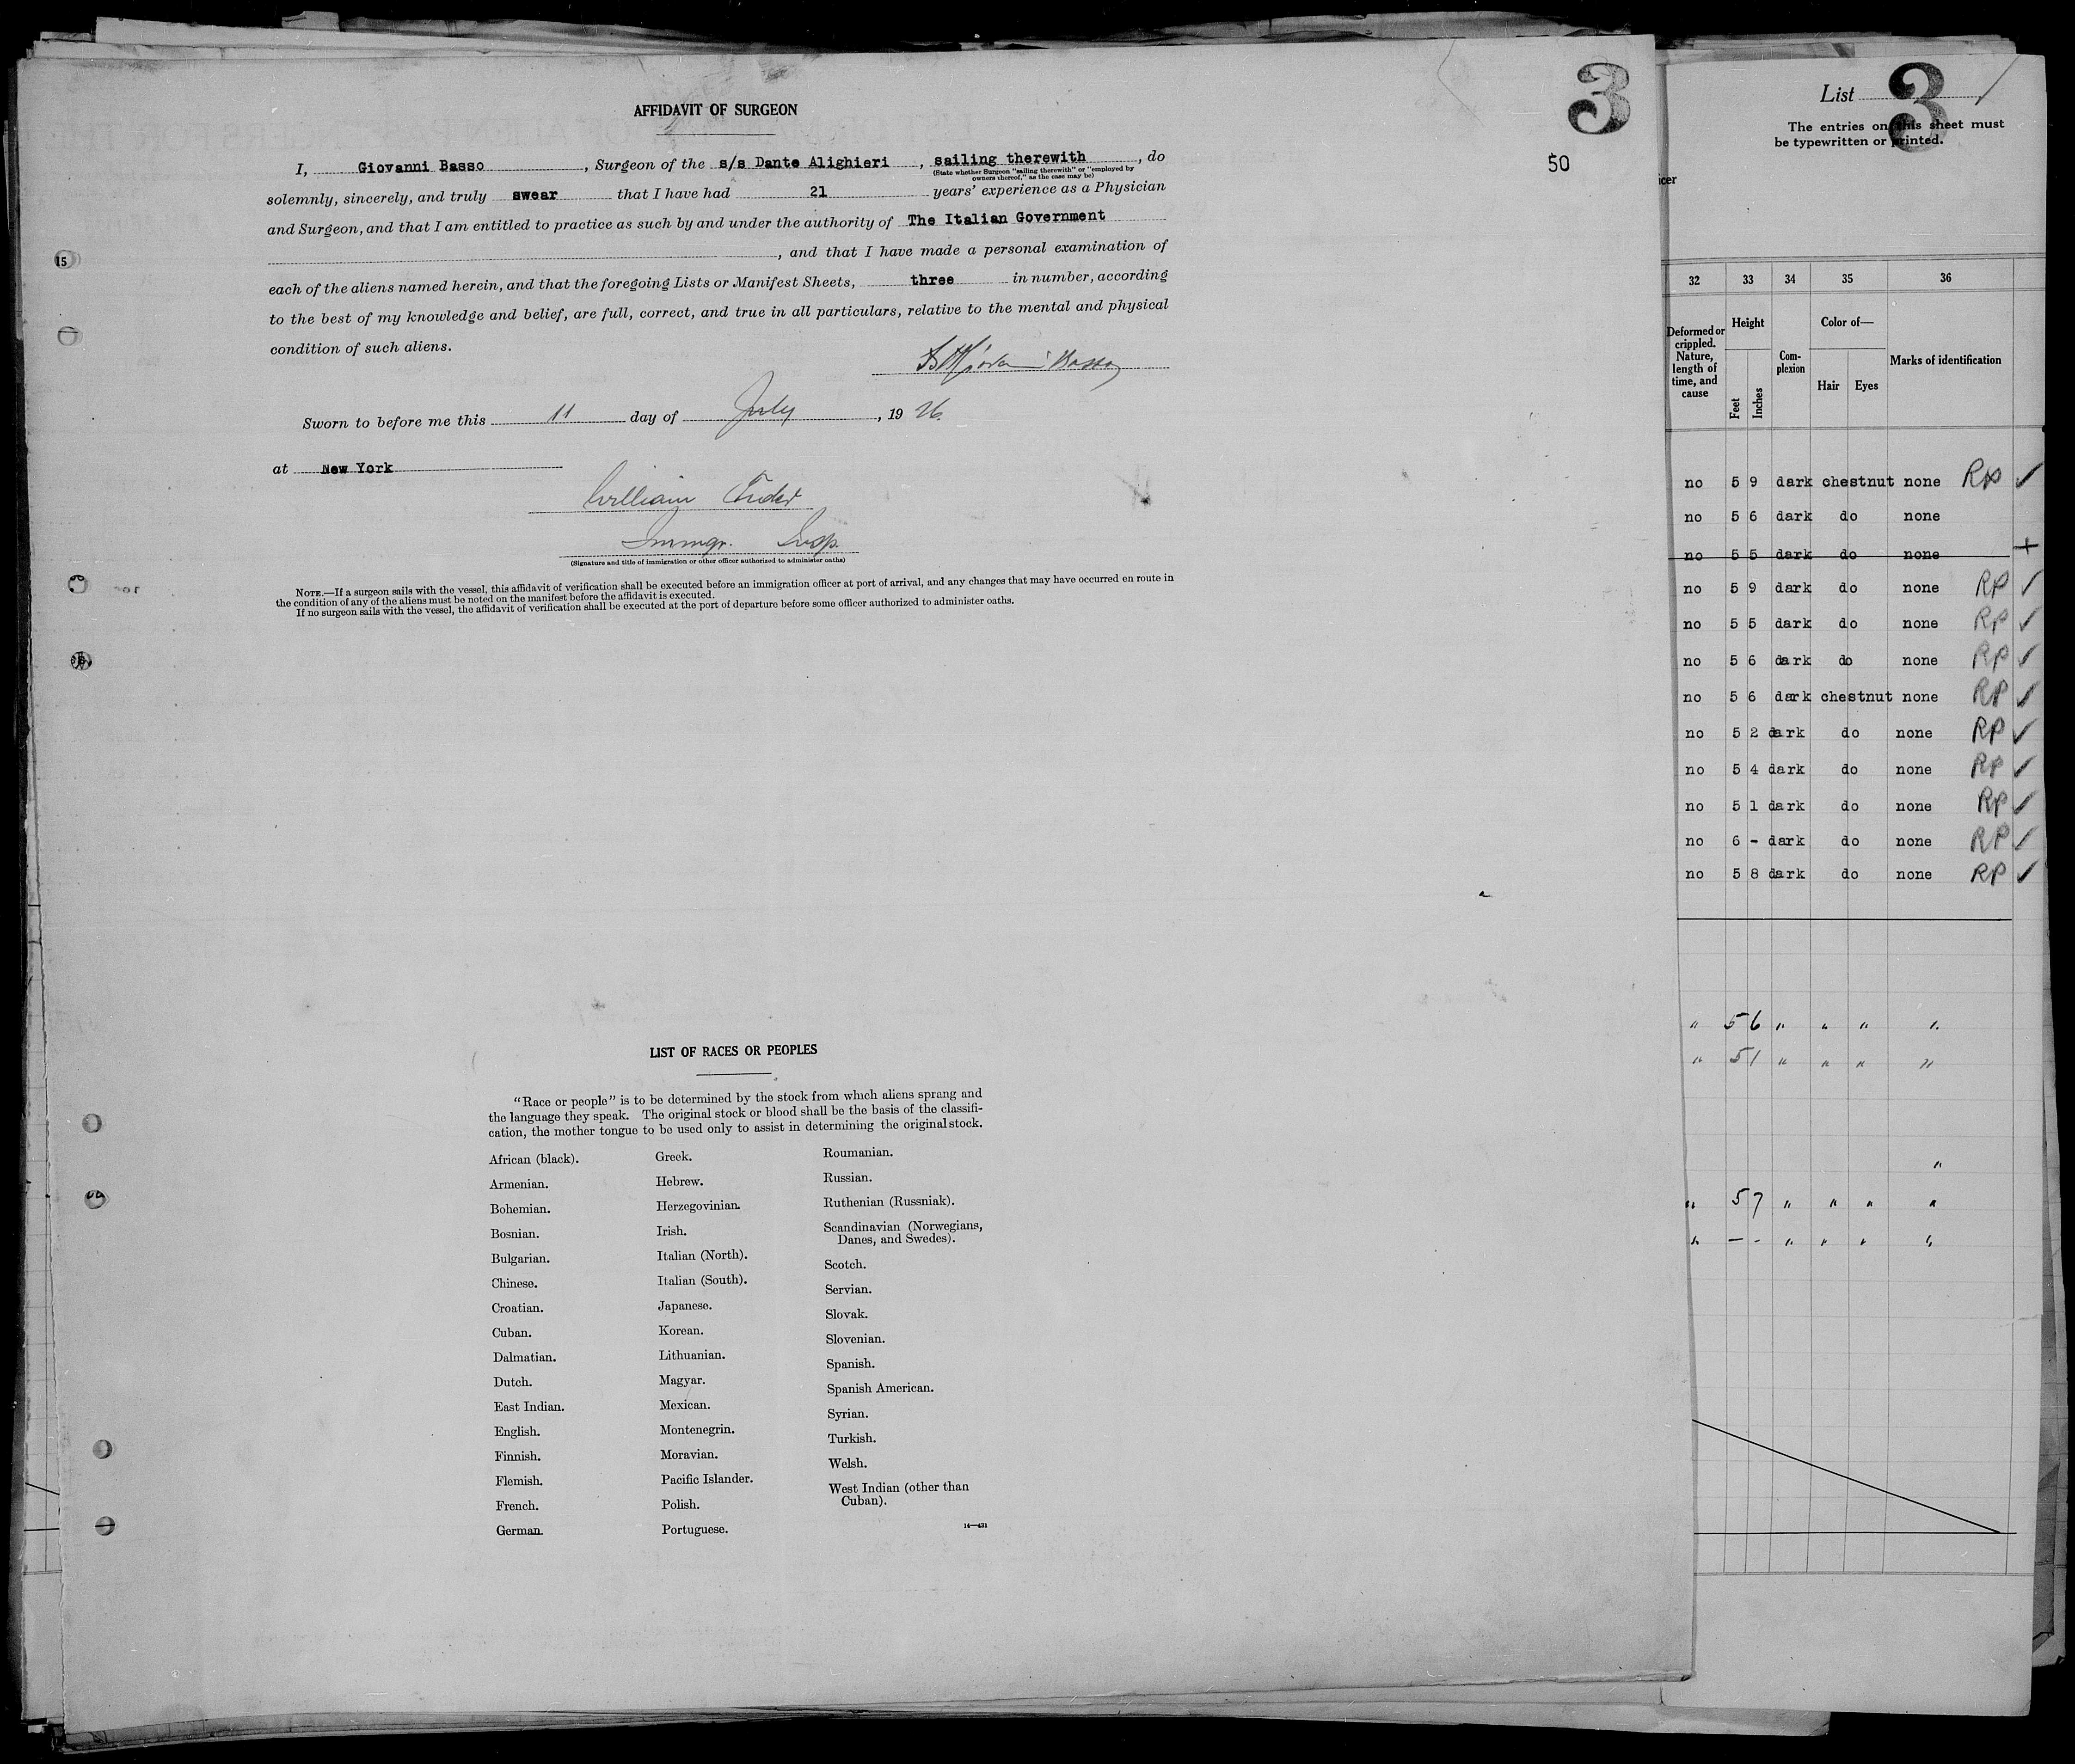 3
50
AFFIDAVIT OF SURGEON
I, Giovanni Basso, Surgeon of the s/s Dante Alighieri, sailing therewith, do
(State whether Surgeon "sailing therewith" or "employed by
owners thereof," as the case may be)
solemnly, sincerely, and truly swear that I have had 21 years' experience as a Physician
and Surgeon, and that I am entitled to practice as such by and under the authority of The Italian Government
, and that I have made a personal examination of
each of the aliens named herein, and that the foregoing Lists or Manifest Sheets, three in number, according
to the best of my knowledge and belief, are full, correct, and true in all particulars, relative to the mental and physical
condition of such aliens.
Basso
Sworn to before me this 11 day of July, 1926.
at New York
William
Immgr. Insp.
(Signature and title of immigration or other officer authorized to administer oaths)
NOTE.—If a surgeon sails with the vessel, this affidavit of verification shall be executed before an immigration officer at port of arrival, and any changes that may have occurred en route in
the condition of any of the aliens must be noted on the manifest before the affidavit is executed.
If no surgeon sails with the vessel, the affidavit of verification shall be executed at the port of departure before some officer authorized to administer oaths.
15
LIST OF RACES OR PEOPLES
"Race or people" is to be determined by the stock from which aliens sprang and
the language they speak. The original stock or blood shall be the basis of the classifi-
cation, the mother tongue to be used only to assist in determining the original stock.
African (black).
Armenian.
Bohemian.
Bosnian.
Bulgarian.
Chinese.
Croatian.
Cuban.
Dalmatian.
Dutch.
East Indian.
English.
Finnish.
Flemish.
French.
German.
Greek.
Hebrew.
Herzegovinian.
Irish.
Italian (North).
Italian (South).
Japanese.
Korean.
Lithuanian.
Magyar.
Mexican.
Montenegrin.
Moravian.
Pacific Islander.
Polish.
Portuguese.
Roumanian.
Russian.
Ruthenian (Russniak).
Scandinavian (Norwegians,
Danes, and Swedes).
Scotch.
Servian.
Slovak.
Slovenian.
Spanish.
Spanish American.
Syrian.
Turkish.
Welsh.
West Indian (other than
Cuban).
14—431
List 3
The entries on this sheet must
be typewritten or printed.
icer
32 33 34 35 36
Deformed or
crippled.
Nature,
length of
time, and
cause
Height
Feet
Inches
Com-
plexion
Color of—
Hair
Eyes
Marks of identification
no 5 9 dark chestnut none RP ✓
no 5 6 dark do none
no 5 5 dark do none +
no 5 9 dark do none RP ✓
no 5 5 dark do none RP ✓
no 5 6 dark do none RP ✓
no 5 6 dark chestnut none RP ✓
no 5 2 dark do none RP ✓
no 5 4 dark do none RP ✓
no 5 1 dark do none RP ✓
no 6 - dark do none RP ✓
no 5 8 dark do none RP ✓
" 5 6 " " " "
" 5 1 " " " "
"
" 5 7 " " " "
" - - " " " "